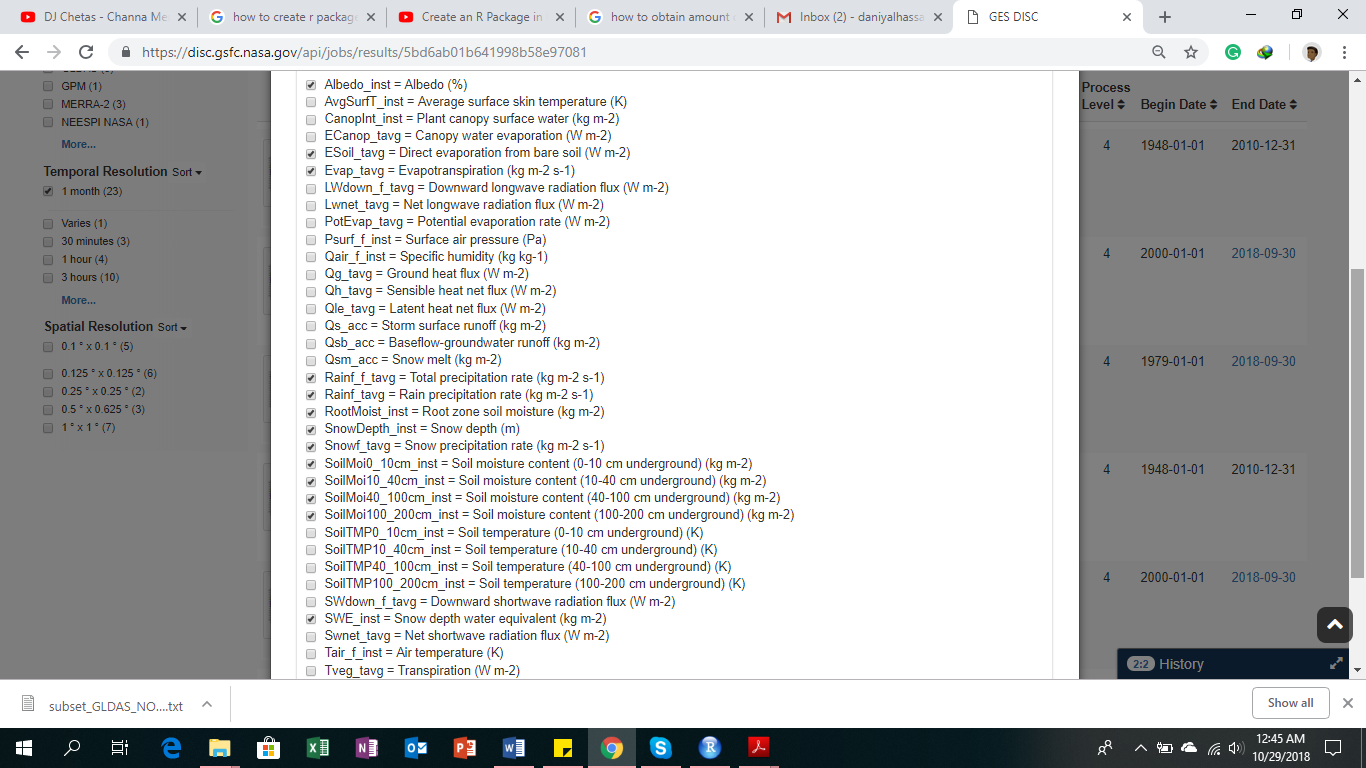 DJ Chetas - Channa Me
how to create r package
Create an R Package in
how to obtain amount
Inbox (2) - daniyalhassa
GES DISC
https://disc.gsfc.nasa.gov/api/jobs/results/5bd6ab01b641998b58e97081
GPM (1)
MERRA-2 (3)
NEESPI NASA (1)
More...
Temporal Resolution Sort
1 month (23)
Varies (1)
30 minutes (3)
1 hour (4)
3 hours (10)
More...
Spatial Resolution Sort
0.1 ° x 0.1 ° (5)
0.125 ° x 0.125 ° (6)
0.25 ° x 0.25 ° (2)
0.5 ° x 0.625 ° (3)
1 ° x 1 ° (7)
Albedo_inst = Albedo (%)
AvgSurfT_inst = Average surface skin temperature (K)
CanopInt_inst = Plant canopy surface water (kg m-2)
ECanop_tavg = Canopy water evaporation (W m-2)
ESoil_tavg = Direct evaporation from bare soil (W m-2)
Evap_tavg = Evapotranspiration (kg m-2 s-1)
LWdown_f_tavg = Downward longwave radiation flux (W m-2)
Lwnet_tavg = Net longwave radiation flux (W m-2)
PotEvap_tavg = Potential evaporation rate (W m-2)
Psurf_f_inst = Surface air pressure (Pa)
Qair_f_inst = Specific humidity (kg kg-1)
Qg_tavg = Ground heat flux (W m-2)
Qh_tavg = Sensible heat net flux (W m-2)
Qle_tavg = Latent heat net flux (W m-2)
Qs_acc = Storm surface runoff (kg m-2)
Qsb_acc = Baseflow-groundwater runoff (kg m-2)
Qsm_acc = Snow melt (kg m-2)
Rainf_f_tavg = Total precipitation rate (kg m-2 s-1)
Rainf_tavg = Rain precipitation rate (kg m-2 s-1)
RootMoist_inst = Root zone soil moisture (kg m-2)
SnowDepth_inst = Snow depth (m)
Snowf_tavg = Snow precipitation rate (kg m-2 s-1)
SoilMoi0_10cm_inst = Soil moisture content (0-10 cm underground) (kg m-2)
SoilMoi10_40cm_inst = Soil moisture content (10-40 cm underground) (kg m-2)
SoilMoi40_100cm_inst = Soil moisture content (40-100 cm underground) (kg m-2)
SoilMoi100_200cm_inst = Soil moisture content (100-200 cm underground) (kg m-2)
SoilTMP0_10cm_inst = Soil temperature (0-10 cm underground) (K)
SoilTMP10_40cm_inst = Soil temperature (10-40 cm underground) (K)
SoilTMP40_100cm_inst = Soil temperature (40-100 cm underground) (K)
SoilTMP100_200cm_inst = Soil temperature (100-200 cm underground) (K)
SWdown_f_tavg = Downward shortwave radiation flux (W m-2)
SWE_inst = Snow depth water equivalent (kg m-2)
Swnet_tavg = Net shortwave radiation flux (W m-2)
Tair_f_inst = Air temperature (K)
Tveg_tavg = Transpiration (W m-2)
Process
Level Begin Date End Date
4 1948-01-01 2010-12-31
4 2000-01-01 2018-09-30
4 1979-01-01 2018-09-30
4 1948-01-01 2010-12-31
4 2000-01-01 2018-09-30
2:2 History
subset_GLDAS_NO....txt
Show all
12:45 AM
10/29/2018